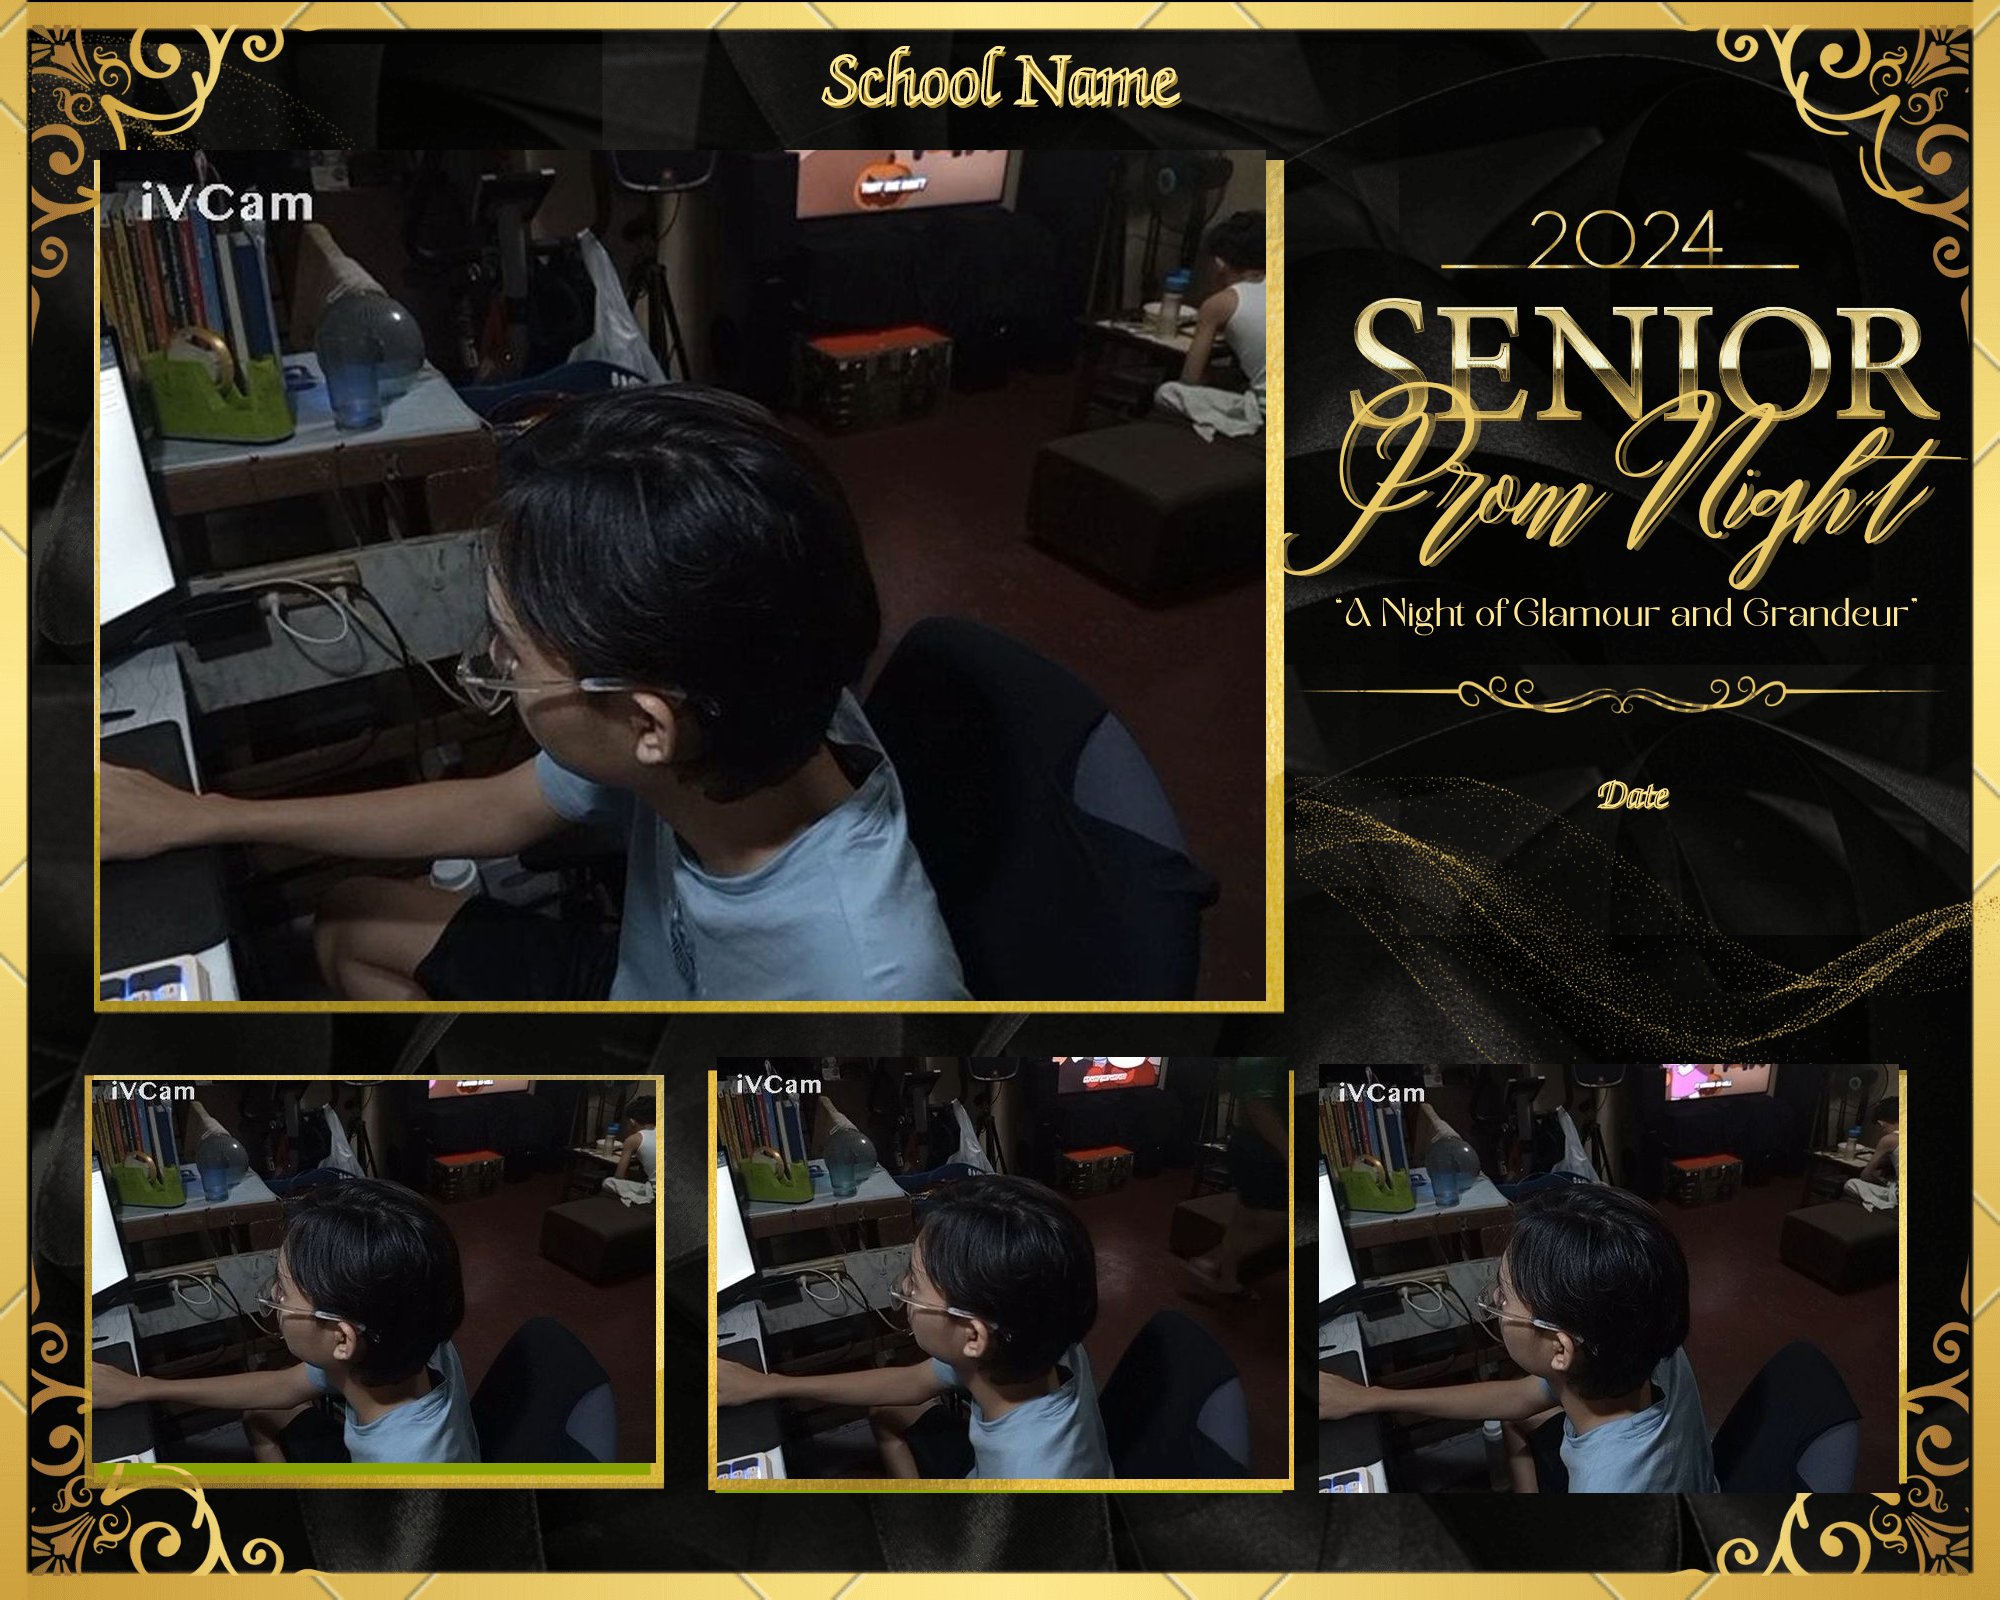 School Name
iVCam
2024
SENIOR
Prom Night
"A Night of Glamour and Grandeur"
Date
iVCam
iVCam
iVCam